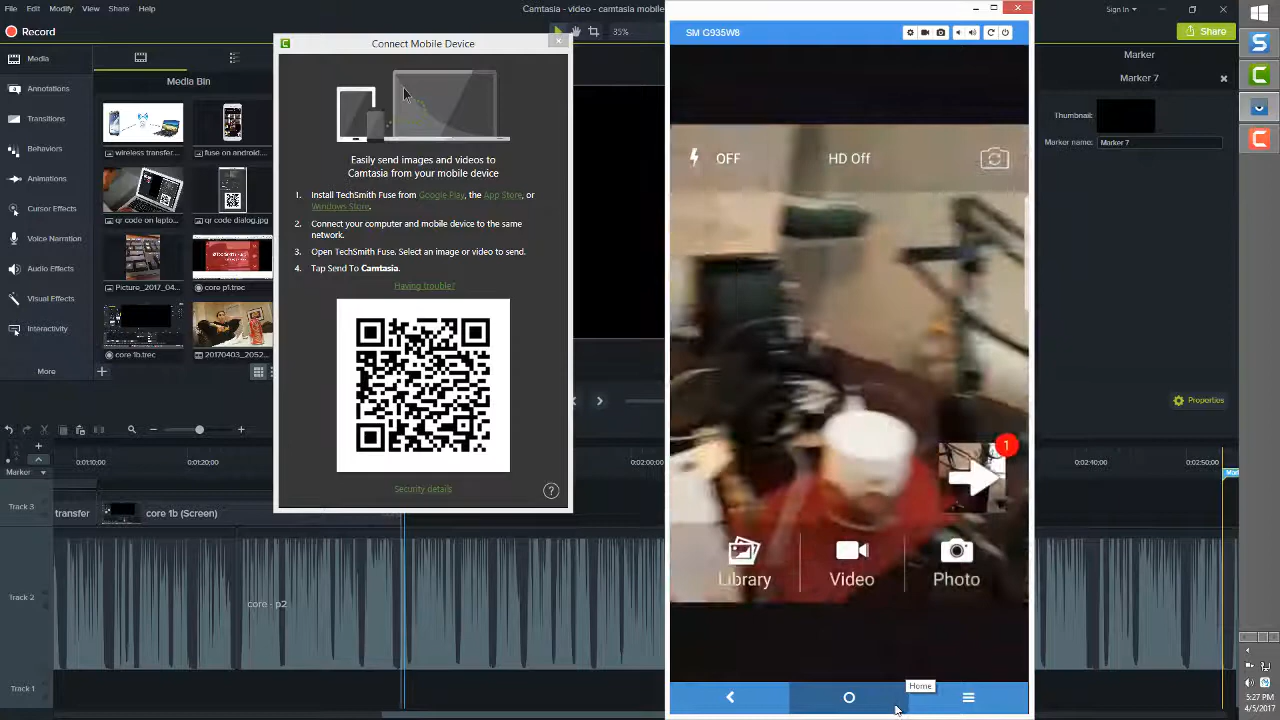 File Edit Modify View Share Help
Camtasia - video - camtasia mobile
Sign In
Record
35%
Share
Media
Annotations
Transitions
Behaviors
Animations
Cursor Effects
Voice Narration
Audio Effects
Visual Effects
Interactivity
More
Media Bin
wireless transfer...
fuse on android...
qr code on lapto...
qr code dialog.jpg
Picture_2017_04...
core p1.trec
core 1b.trec
20170403_2052...
Connect Mobile Device
Easily send images and videos to
Camtasia from your mobile device
1. Install TechSmith Fuse from Google Play, the App Store, or
Windows Store.
2. Connect your computer and mobile device to the same
network.
3. Open TechSmith Fuse. Select an image or video to send.
4. Tap Send To Camtasia.
Having trouble?
Security details
?
SM G935W8
OFF
HD Off
1
Library
Video
Photo
Home
Marker
Marker 7
Thumbnail:
Marker name: Marker 7
Properties
Marker
0:01:10;00
0:01:20;00
00:02:00;00
0:02:40;00
0:02:50;00
Track 3
transfer
core 1b (Screen)
Track 2
core - p2
Track 1
5:27 PM
4/5/2017